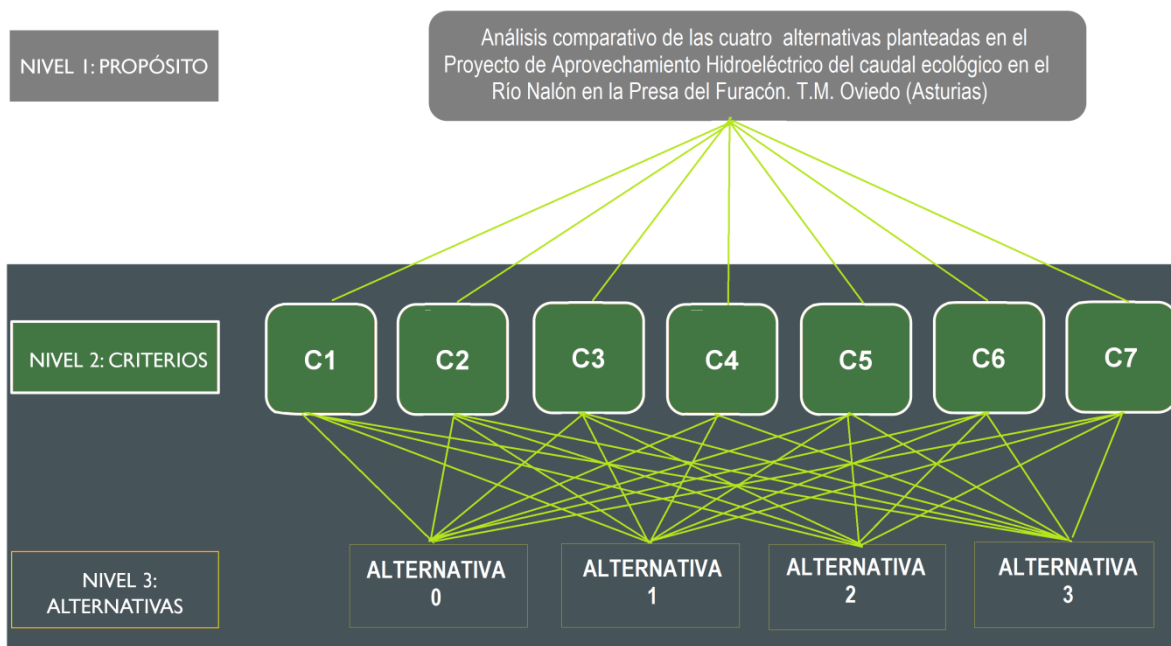 NIVEL 1: PROPÓSITO
Análisis comparativo de las cuatro alternativas planteadas en el
Proyecto de Aprovechamiento Hidroeléctrico del caudal ecológico en el
Río Nalón en la Presa del Furacón. T.M. Oviedo (Asturias)
NIVEL 2: CRITERIOS
C1
C2
C3
C4
C5
C6
C7
NIVEL 3:
ALTERNATIVAS
ALTERNATIVA
0
ALTERNATIVA
1
ALTERNATIVA
2
ALTERNATIVA
3